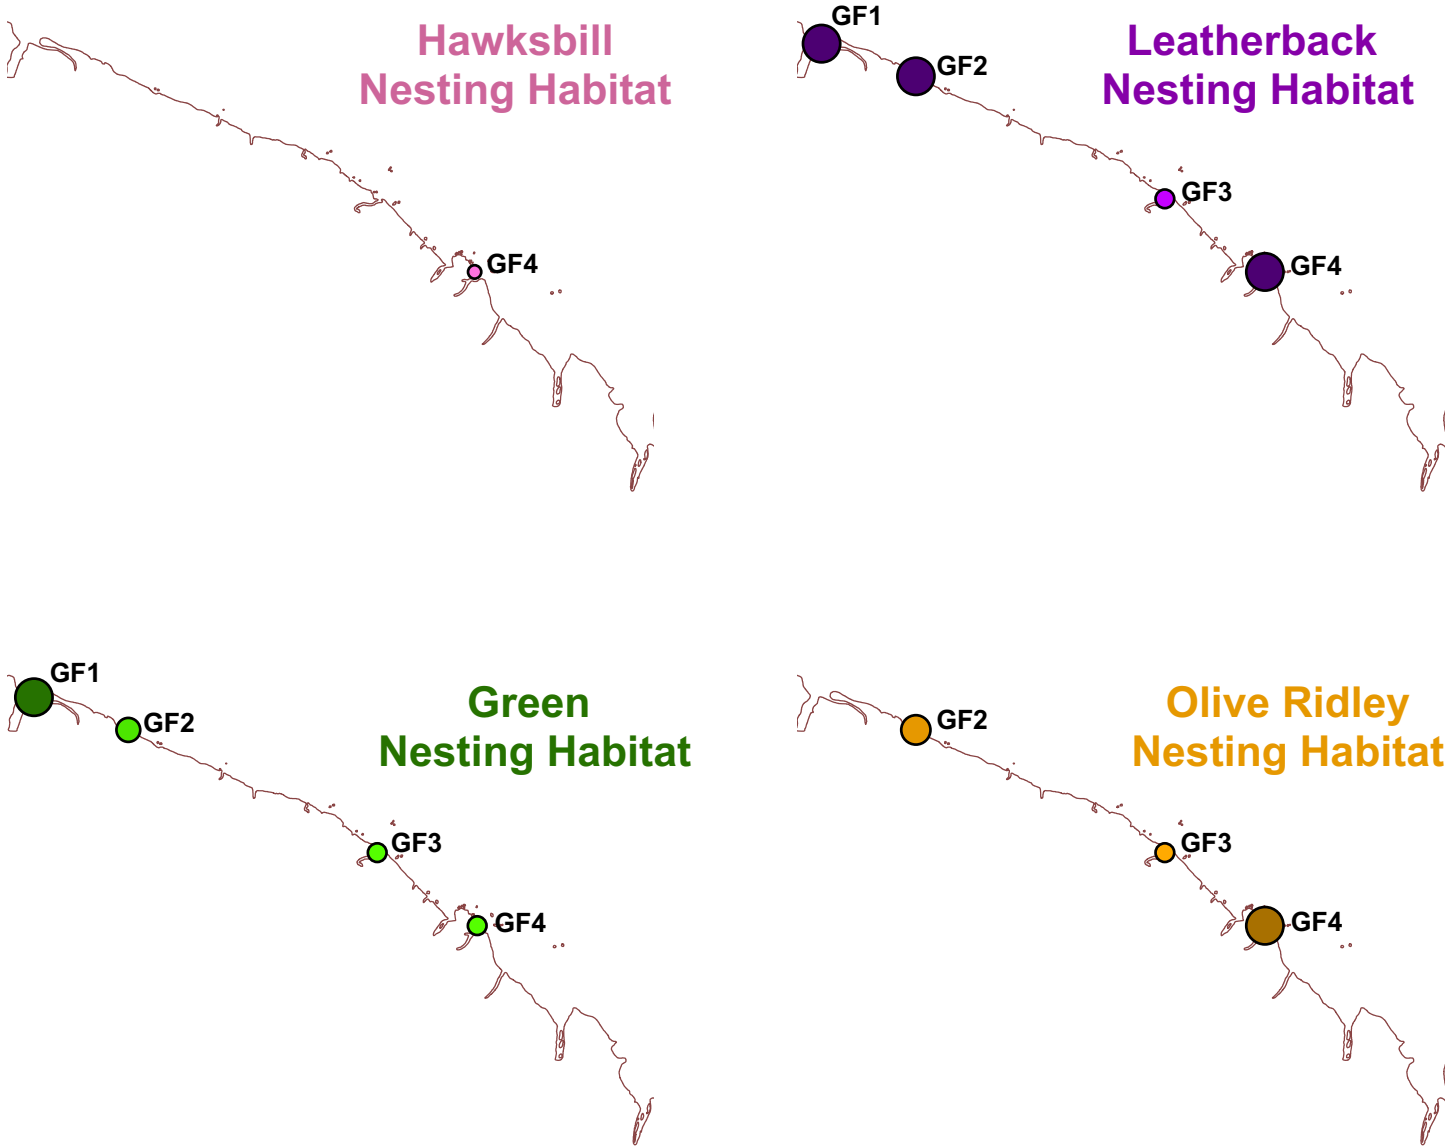 Hawksbill
Nesting Habitat
GF4
GF1
Leatherback
Nesting Habitat
GF2
GF3
GF4
GF1
Green
Nesting Habitat
GF2
GF3
GF4
Olive Ridley
Nesting Habitat
GF2
GF3
GF4